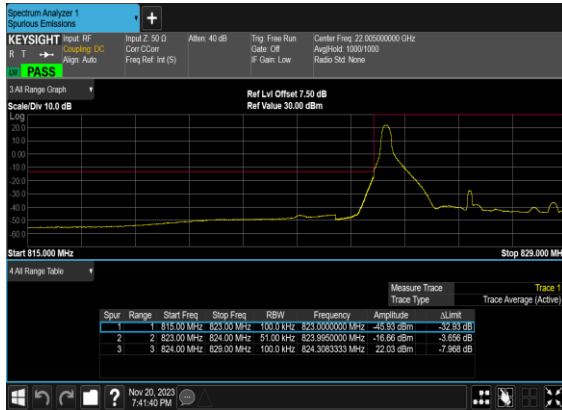 Spectrum Analyzer 1
Spurious Emissions
+
KEYSIGHT Input: RF Input Z: 50 Ω Atten: 40 dB Trig: Free Run Center Freq: 22.005000000 GHz
R T Coupling: DC Corr CCorr Gate: Off Avg|Hold: 1000/1000
Align: Auto Freq Ref: Int (S) IF Gain: Low Radio Std: None
PASS
3 All Range Graph
Ref Lvl Offset 7.50 dB
Scale/Div 10.0 dB Ref Value 30.00 dBm
Log
20.0
10.0
0.00
-10.0
-20.0
-30.0
-40.0
-50.0
-60.0
Start 815.000 MHz Stop 829.000 MHz
4 All Range Table
Measure Trace Trace 1
Trace Type Trace Average (Active)
Spur Range Start Freq Stop Freq RBW Frequency Amplitude ΔLimit
1 1 815.00 MHz 823.00 MHz 100.0 kHz 823.0000000 MHz -45.93 dBm -32.93 dB
2 2 823.00 MHz 824.00 MHz 51.00 kHz 823.9950000 MHz -16.66 dBm -3.656 dB
3 3 824.00 MHz 829.00 MHz 100.0 kHz 824.3083333 MHz 22.03 dBm -7.968 dB
? Nov 20, 2023
7:41:40 PM